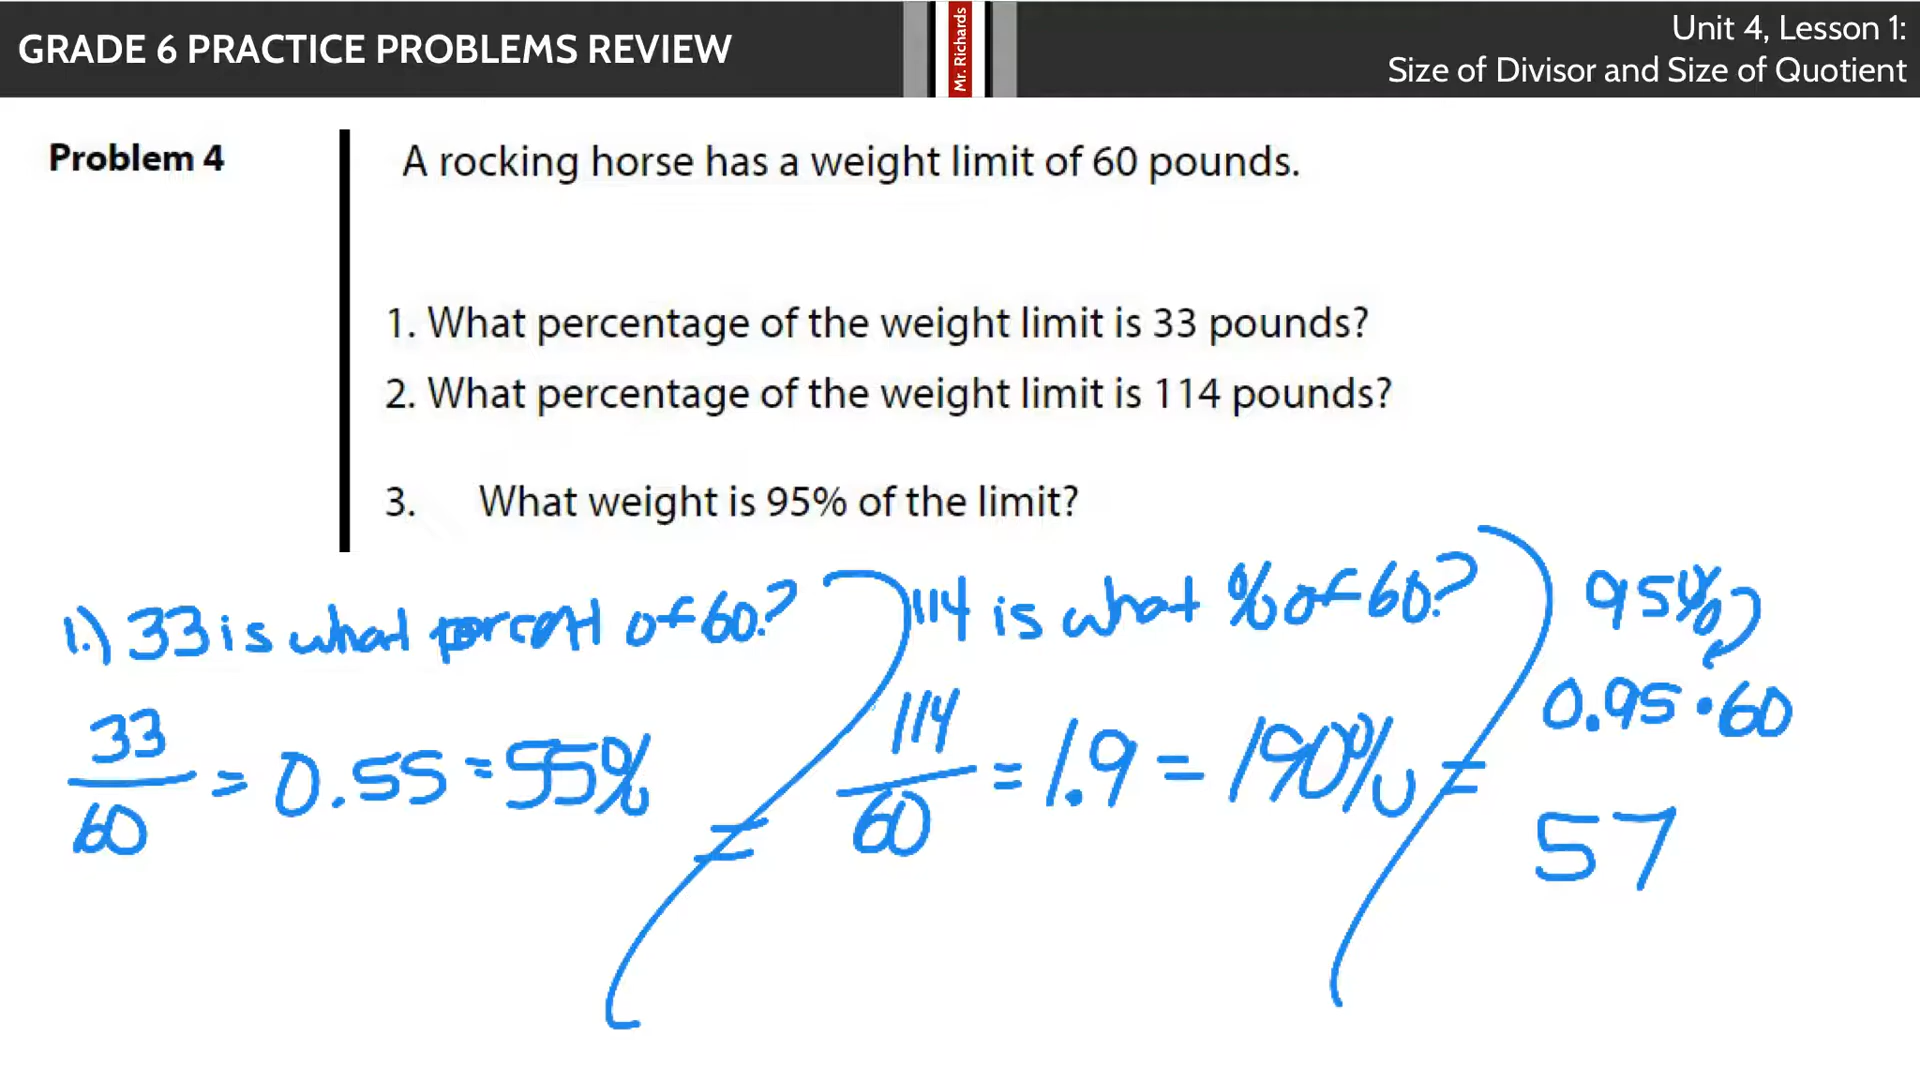 GRADE 6 PRACTICE PROBLEMS REVIEW
Mr. Richards
Unit 4, Lesson 1:
Size of Divisor and Size of Quotient
Problem 4
A rocking horse has a weight limit of 60 pounds.
1. What percentage of the weight limit is 33 pounds?
2. What percentage of the weight limit is 114 pounds?
3. What weight is 95% of the limit?
1.) 33 is what percent of 60?
33/60 = 0.55 = 55%
=
114 is what % of 60?
114/60 = 1.9 = 190%
=
95%
0.95 · 60
57